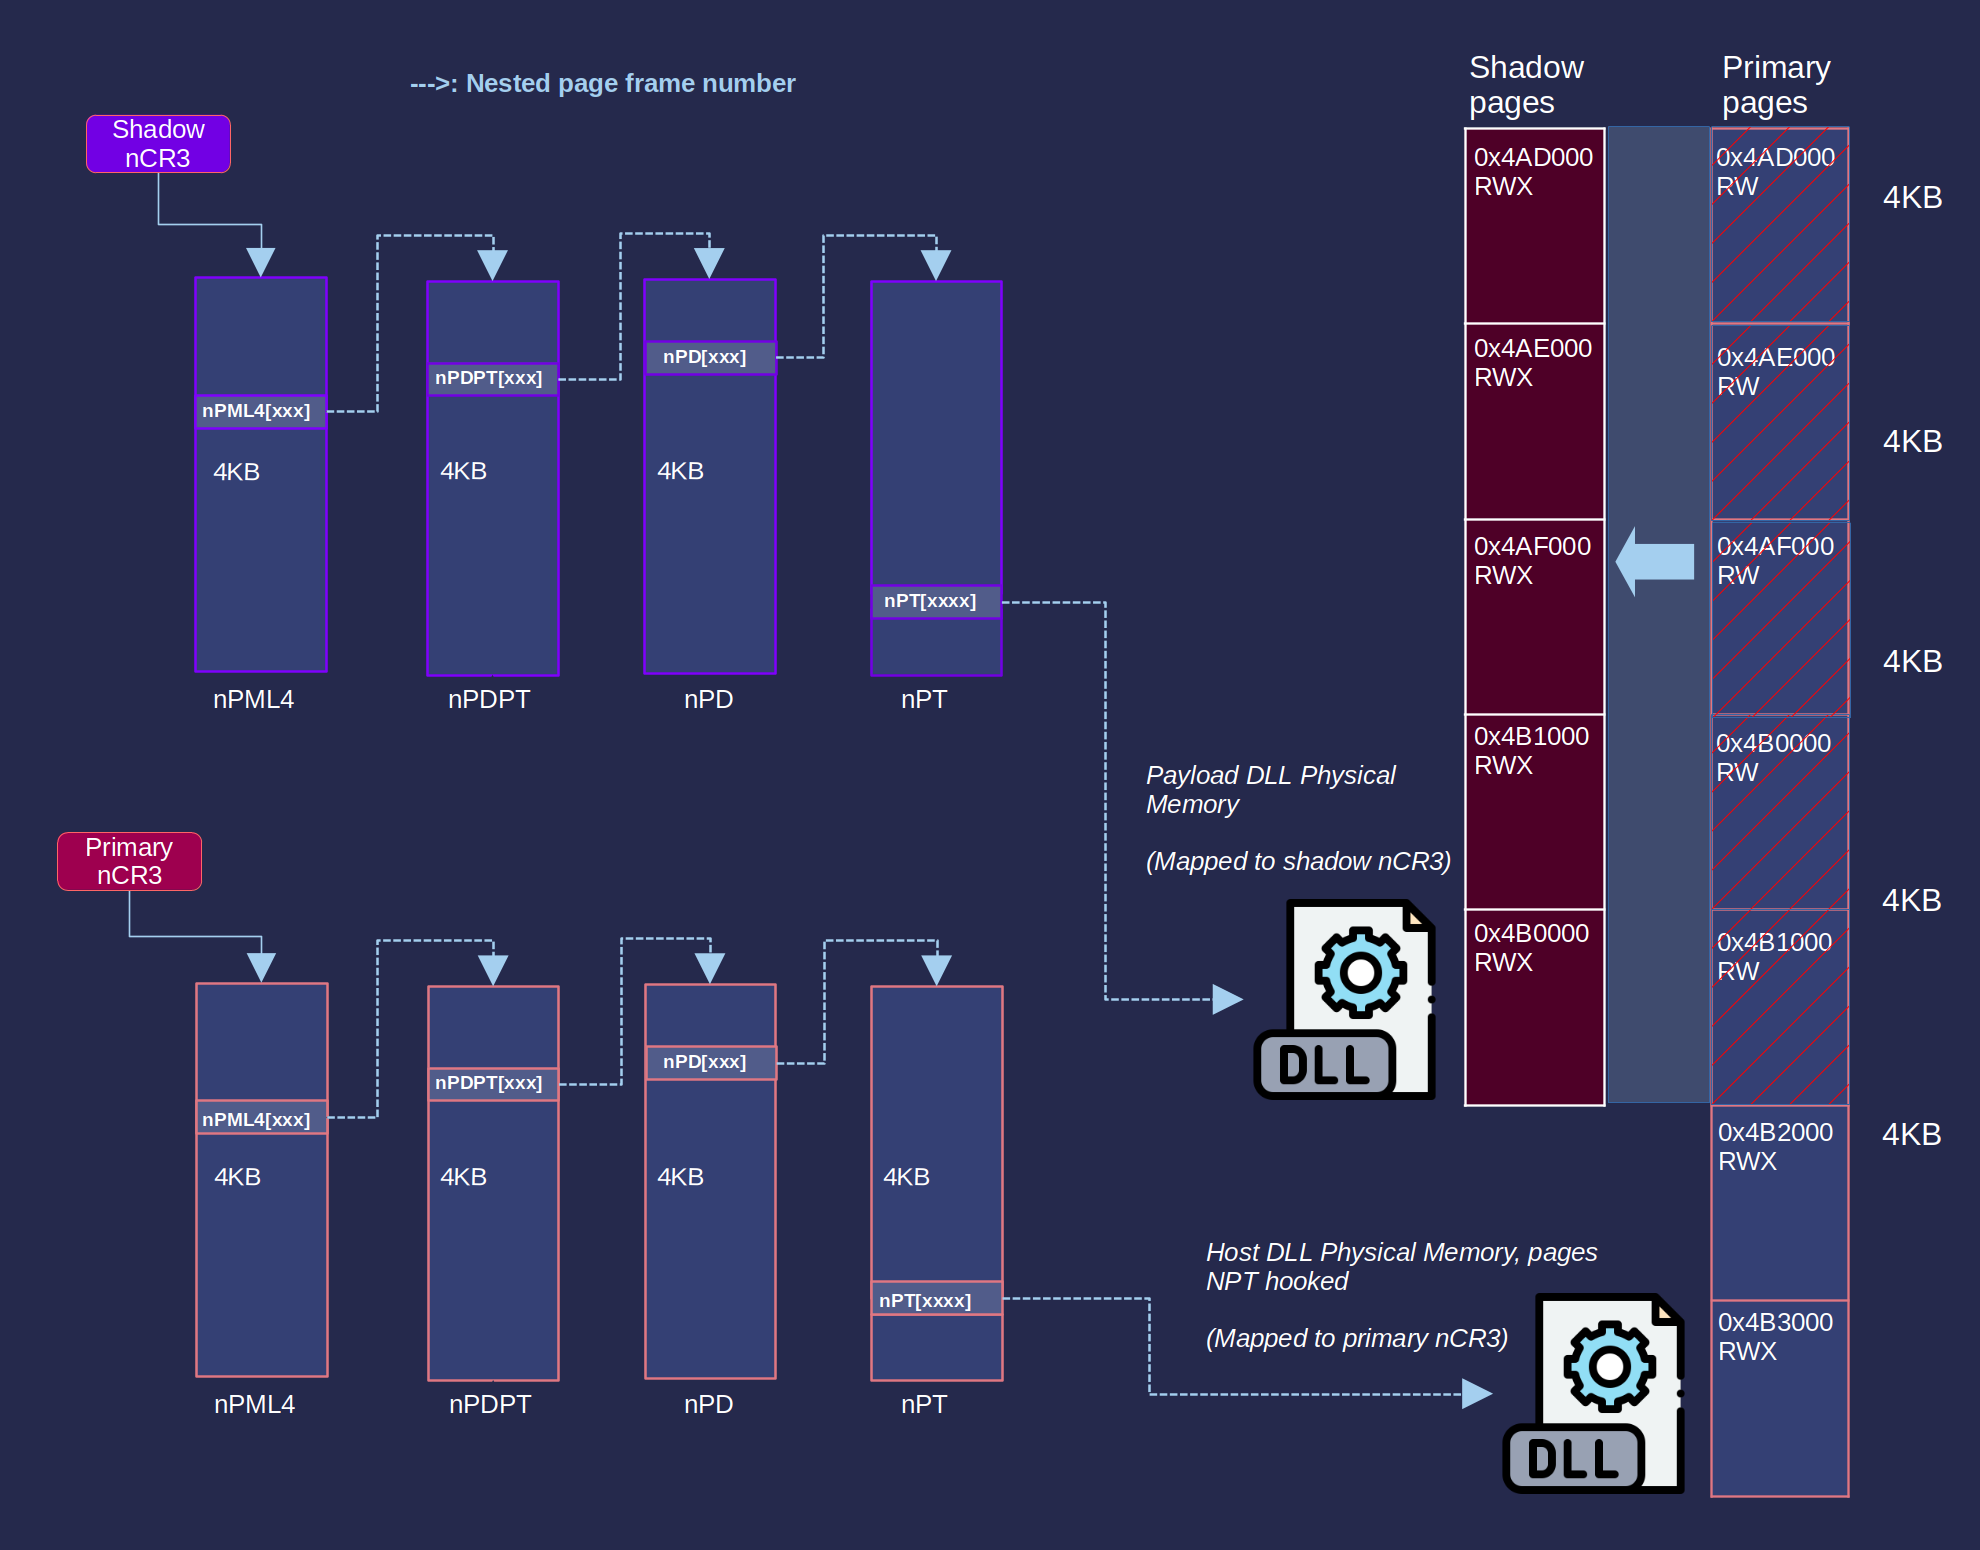 --->: Nested page frame number
Shadow
nCR3
nPML4[xxx]
4KB
nPML4
nPDPT[xxx]
4KB
nPDPT
nPD[xxx]
4KB
nPD
nPT[xxxx]
nPT
Payload DLL Physical
Memory
(Mapped to shadow nCR3)
DLL
Primary
nCR3
nPML4[xxx]
4KB
nPML4
nPDPT[xxx]
4KB
nPDPT
nPD[xxx]
4KB
nPD
4KB
nPT[xxxx]
nPT
Host DLL Physical Memory, pages
NPT hooked
(Mapped to primary nCR3)
DLL
Shadow
pages
0x4AD000
RWX
0x4AE000
RWX
0x4AF000
RWX
0x4B1000
RWX
0x4B0000
RWX
Primary
pages
0x4AD000
RW
0x4AE000
RW
0x4AF000
RW
0x4B0000
RW
0x4B1000
RW
0x4B2000
RWX
0x4B3000
RWX
4KB
4KB
4KB
4KB
4KB